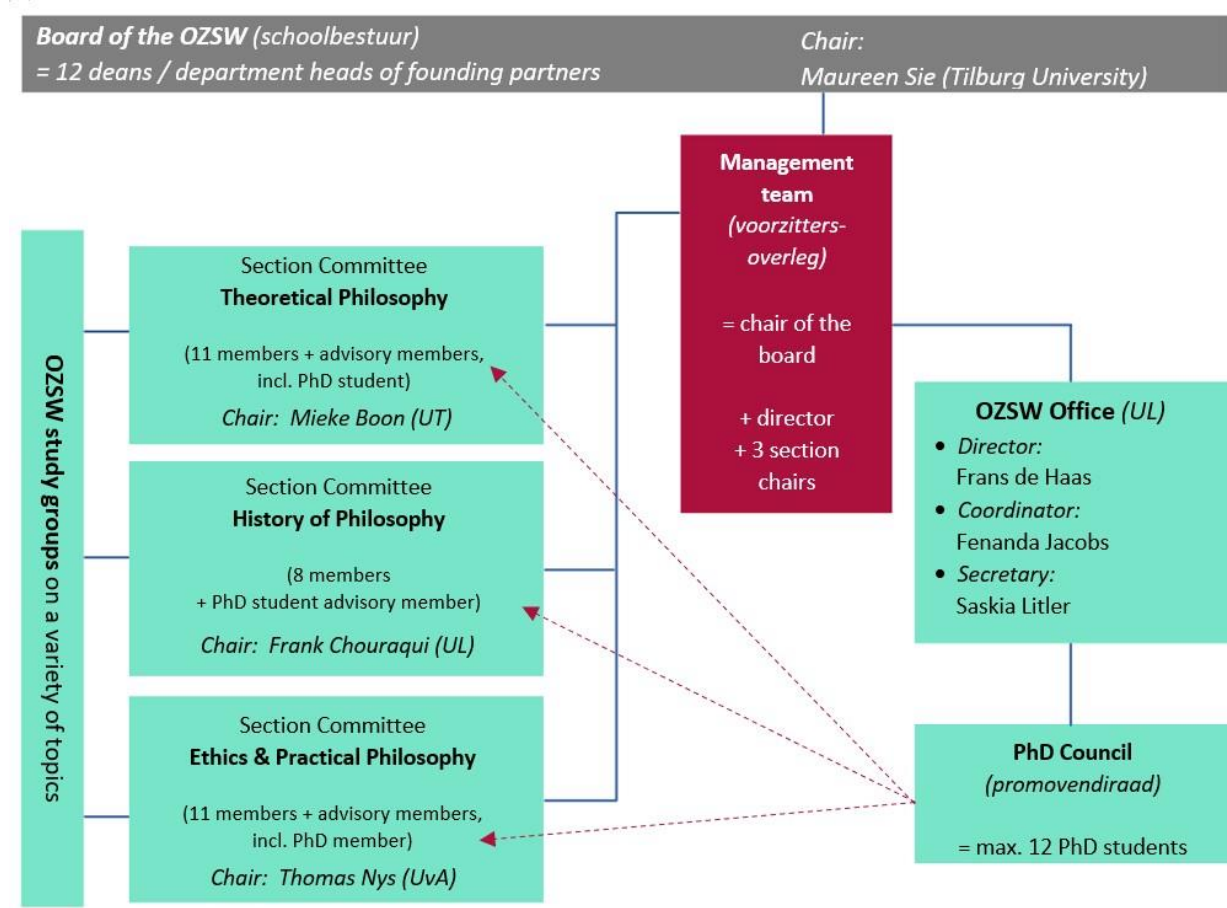 Board of the OZSW (schoolbestuur)
= 12 deans / department heads of founding partners
Chair:
Maureen Sie (Tilburg University)
Management
team
(voorzitters-
overleg)
= chair of the
board
+ director
+ 3 section
chairs
OZSW study groups on a variety of topics
Section Committee
Theoretical Philosophy
(11 members + advisory members,
incl. PhD student)
Chair: Mieke Boon (UT)
Section Committee
History of Philosophy
(8 members
+ PhD student advisory member)
Chair: Frank Chouraqui (UL)
Section Committee
Ethics & Practical Philosophy
(11 members + advisory members,
incl. PhD member)
Chair: Thomas Nys (UvA)
OZSW Office (UL)
• Director:
Frans de Haas
• Coordinator:
Fenanda Jacobs
• Secretary:
Saskia Litler
PhD Council
(promovendiraad)
= max. 12 PhD students